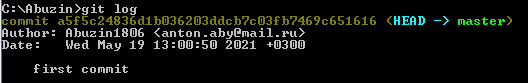 C:\Abuzin>git log
commit a5f5c24836d1b036203ddcb7c03fb7469c651616 (HEAD -> master)
Author: Abuzin1806 <anton.aby@mail.ru>
Date:   Wed May 19 13:00:50 2021 +0300
    first commit